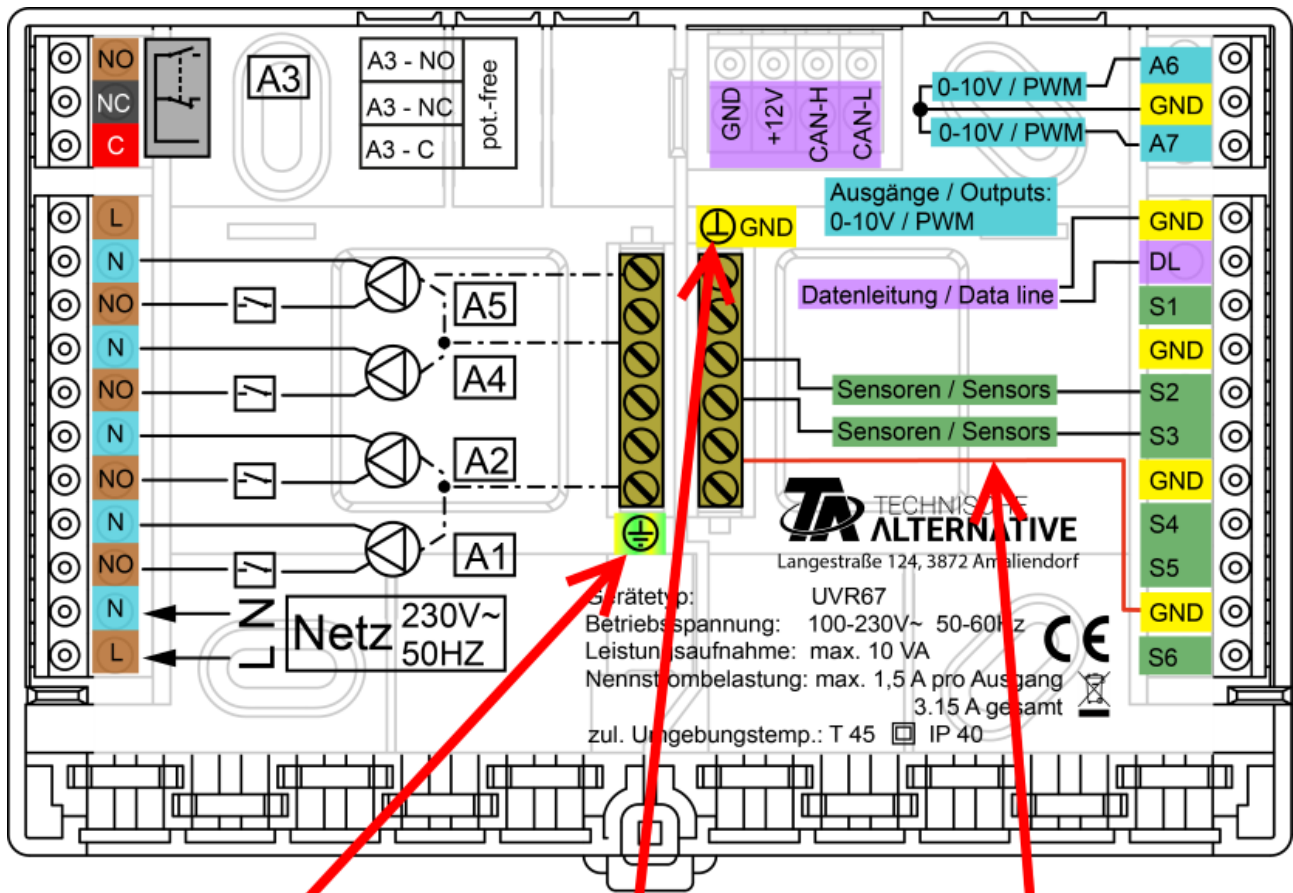 NO
NC
C
A3
A3 - NO
A3 - NC
A3 - C
pot.-free
GND
+12V
CAN-H
CAN-L
0-10V / PWM
0-10V / PWM
A6
GND
A7
Ausgänge / Outputs:
0-10V / PWM
GND
L
N
NO
N
NO
N
NO
N
NO
N
L
A5
A4
A2
A1
N
L
Netz
230V~
50HZ
Datenleitung / Data line
Sensoren / Sensors
Sensoren / Sensors
GND
DL
S1
GND
S2
S3
GND
S4
S5
GND
S6
TA
TECHNISCHE
ALTERNATIVE
Langestraße 124, 3872 Amaliendorf
Gerätetyp: UVR67
Betriebsspannung: 100-230V~ 50-60Hz
Leistungsaufnahme: max. 10 VA
Nennstrombelastung: max. 1,5 A pro Ausgang
3.15 A gesamt
zul. Umgebungstemp.: T 45 IP 40
CE